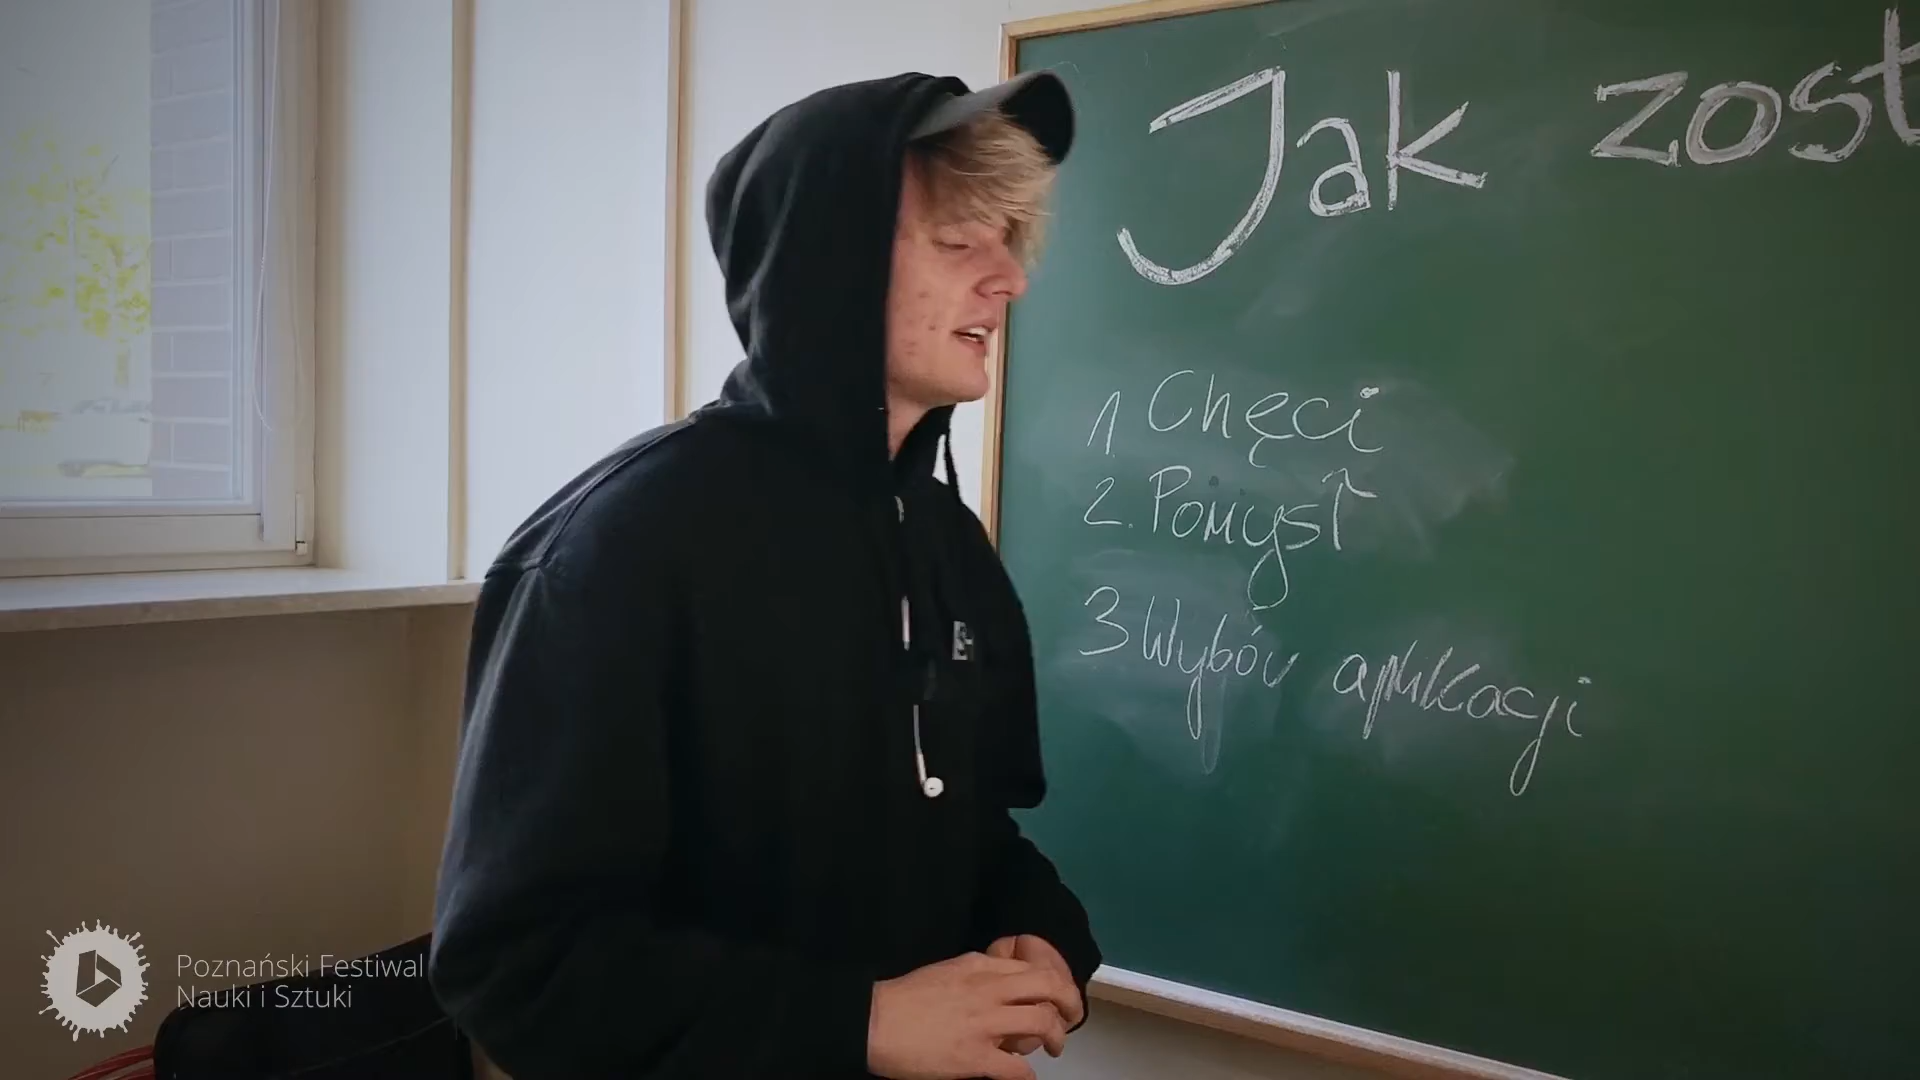 Jak zost
1. Chęci
2. Pomysł
3 Wybór aplikacji
Poznański Festiwal
Nauki i Sztuki